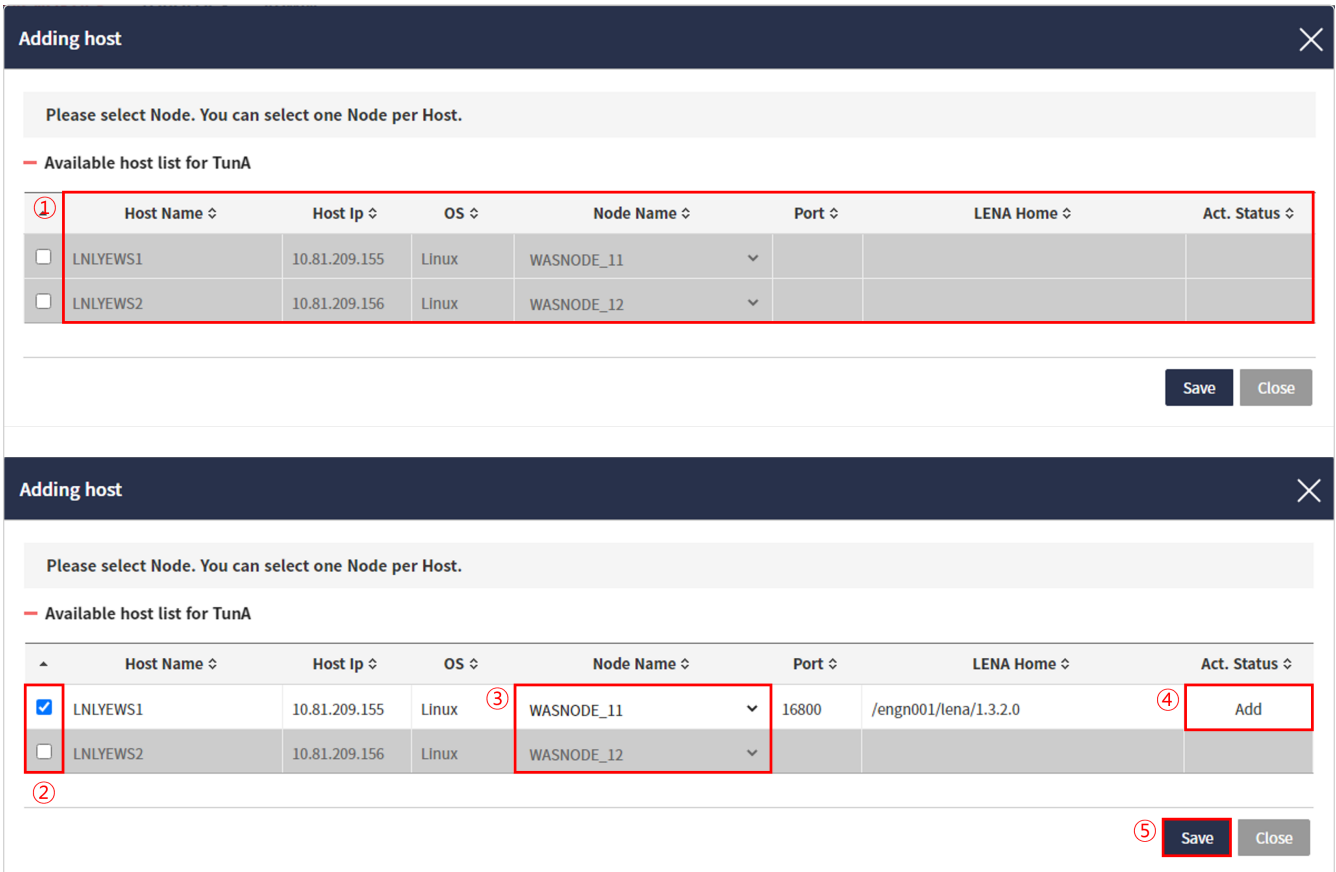 Adding host
Please select Node. You can select one Node per Host.
Available host list for TunA
① Host Name Host Ip OS Node Name Port LENA Home Act. Status
LNLYEWS1 10.81.209.155 Linux WASNODE_11
LNLYEWS2 10.81.209.156 Linux WASNODE_12
Save Close
Adding host
Please select Node. You can select one Node per Host.
Available host list for TunA
Host Name Host Ip OS Node Name Port LENA Home Act. Status
LNLYEWS1 10.81.209.155 Linux ③ WASNODE_11 16800 /engn001/lena/1.3.2.0 ④ Add
LNLYEWS2 10.81.209.156 Linux WASNODE_12
②
⑤ Save Close